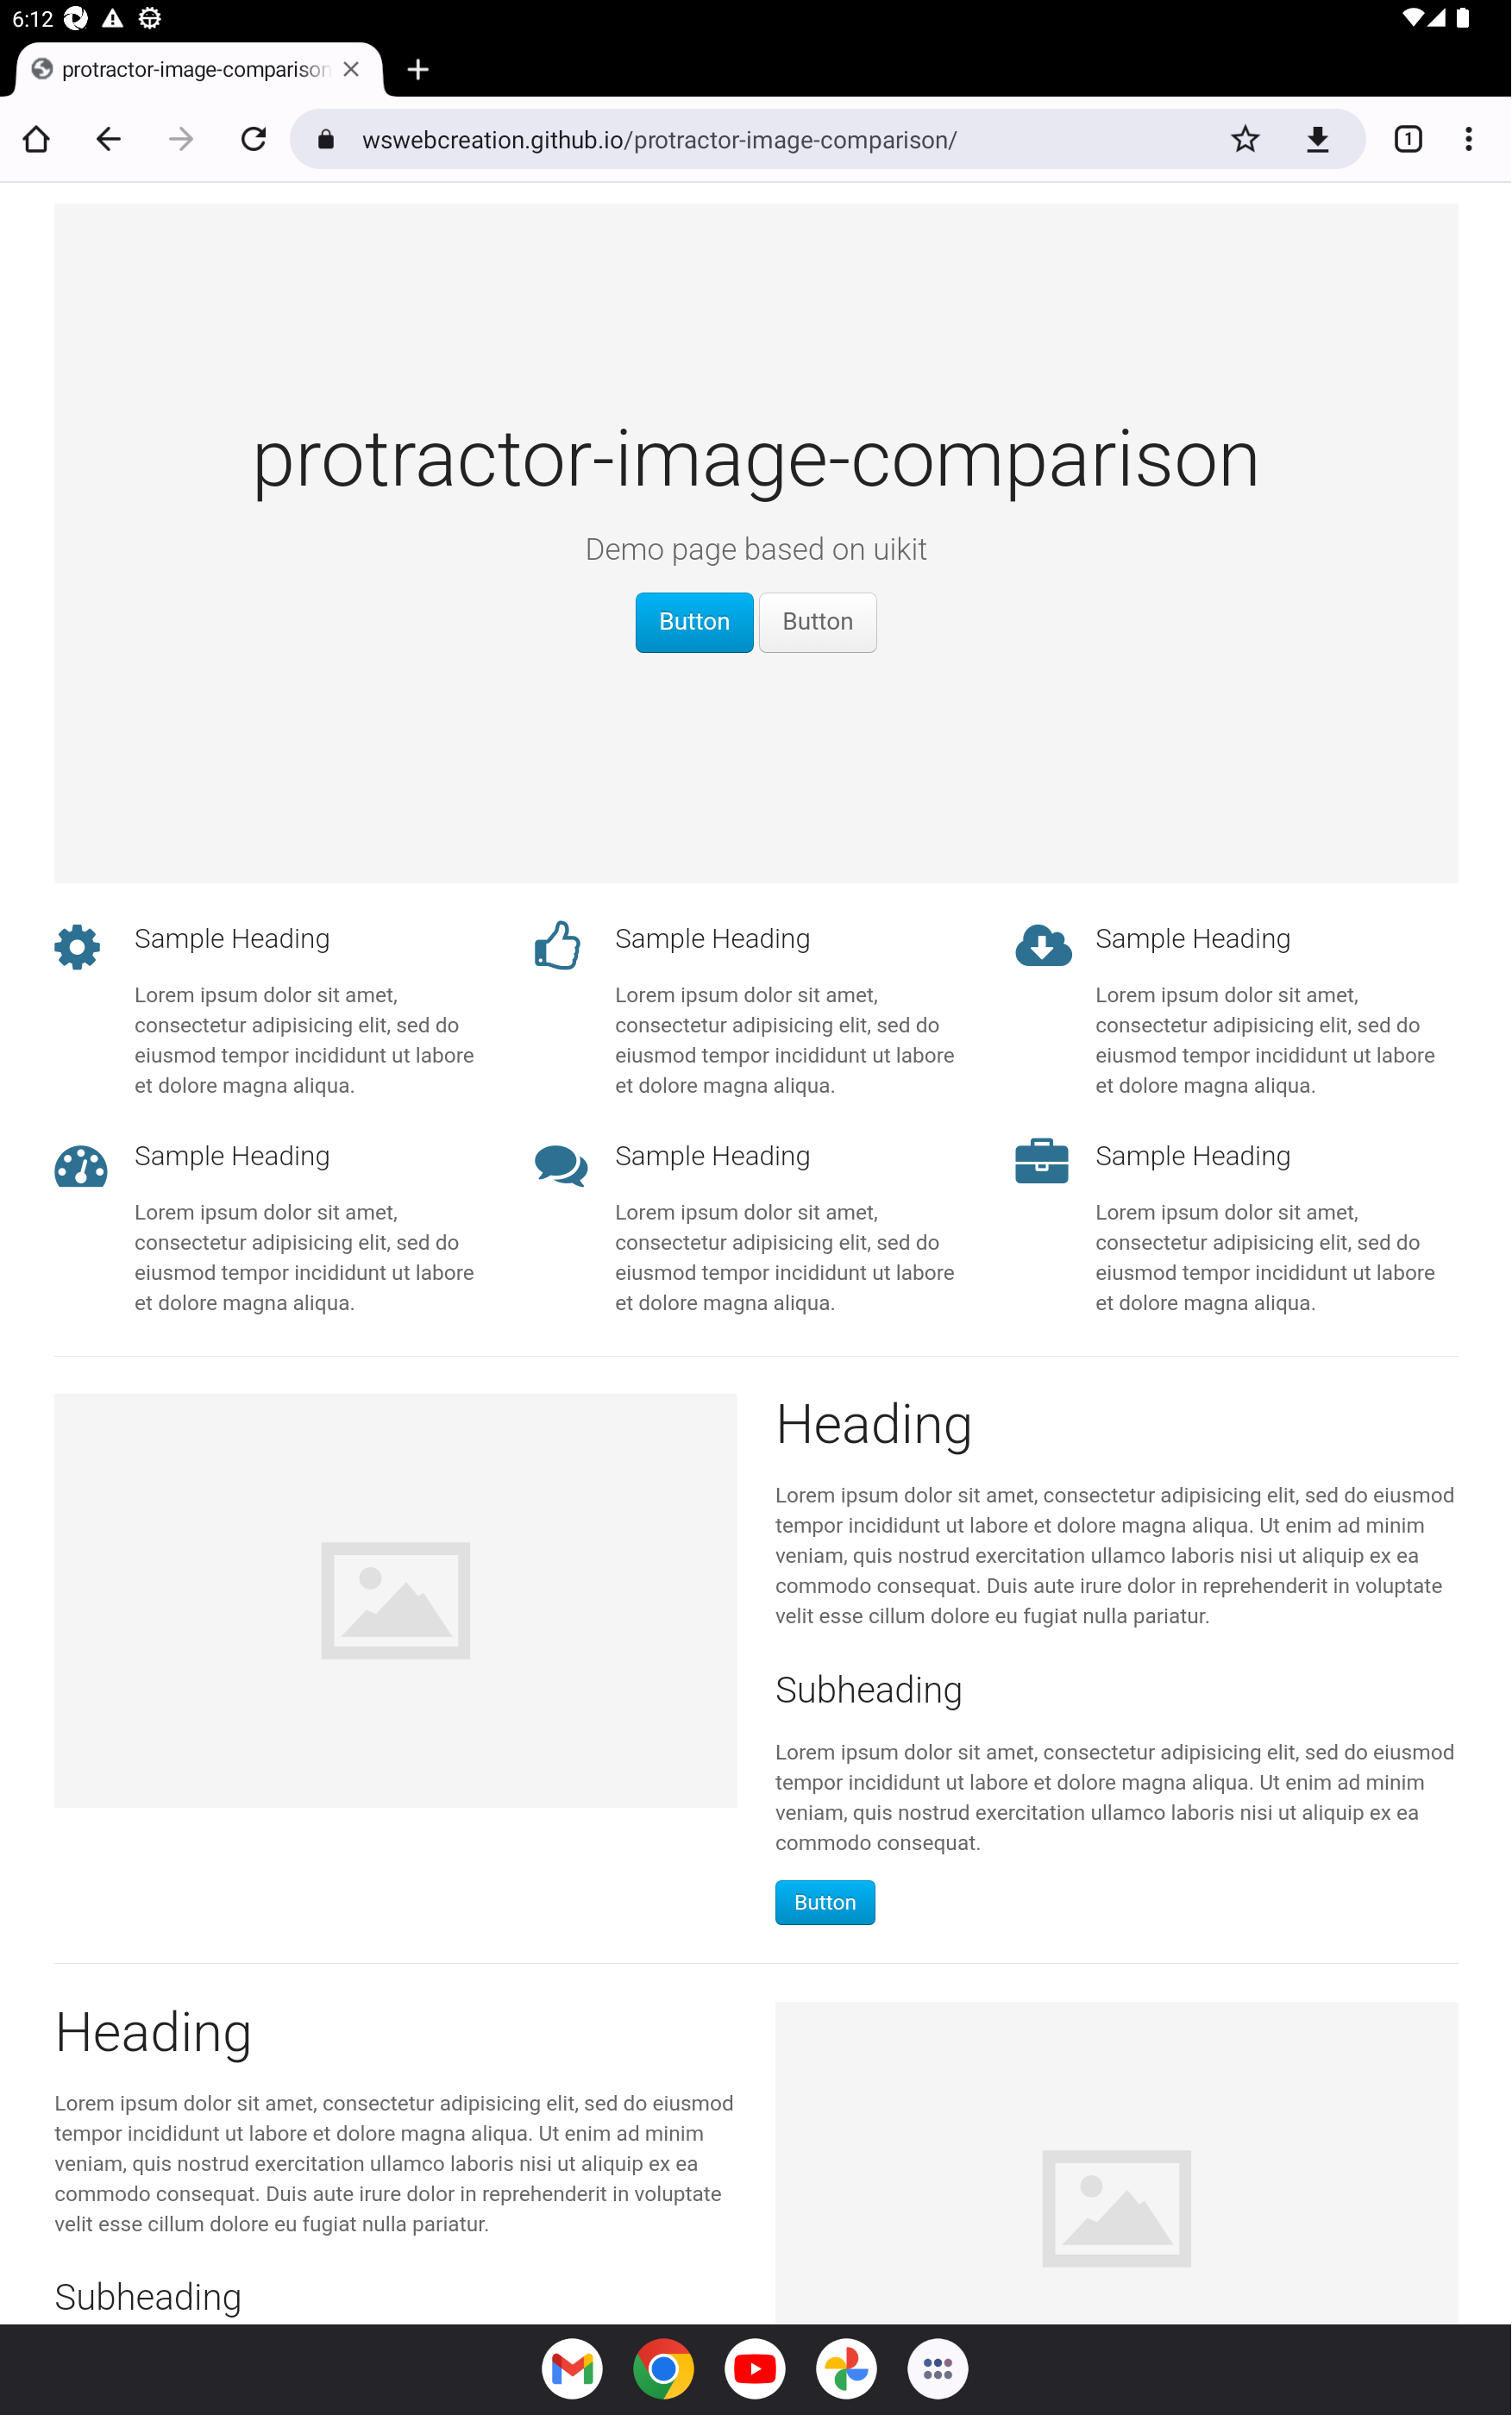 6:12
protractor-image-comparison
wswebcreation.github.io/protractor-image-comparison/
1
protractor-image-comparison
Demo page based on uikit
Button Button
Sample Heading
Lorem ipsum dolor sit amet,
consectetur adipisicing elit, sed do
eiusmod tempor incididunt ut labore
et dolore magna aliqua.
Sample Heading
Lorem ipsum dolor sit amet,
consectetur adipisicing elit, sed do
eiusmod tempor incididunt ut labore
et dolore magna aliqua.
Sample Heading
Lorem ipsum dolor sit amet,
consectetur adipisicing elit, sed do
eiusmod tempor incididunt ut labore
et dolore magna aliqua.
Sample Heading
Lorem ipsum dolor sit amet,
consectetur adipisicing elit, sed do
eiusmod tempor incididunt ut labore
et dolore magna aliqua.
Sample Heading
Lorem ipsum dolor sit amet,
consectetur adipisicing elit, sed do
eiusmod tempor incididunt ut labore
et dolore magna aliqua.
Sample Heading
Lorem ipsum dolor sit amet,
consectetur adipisicing elit, sed do
eiusmod tempor incididunt ut labore
et dolore magna aliqua.
Heading
Lorem ipsum dolor sit amet, consectetur adipisicing elit, sed do eiusmod
tempor incididunt ut labore et dolore magna aliqua. Ut enim ad minim
veniam, quis nostrud exercitation ullamco laboris nisi ut aliquip ex ea
commodo consequat. Duis aute irure dolor in reprehenderit in voluptate
velit esse cillum dolore eu fugiat nulla pariatur.
Subheading
Lorem ipsum dolor sit amet, consectetur adipisicing elit, sed do eiusmod
tempor incididunt ut labore et dolore magna aliqua. Ut enim ad minim
veniam, quis nostrud exercitation ullamco laboris nisi ut aliquip ex ea
commodo consequat.
Button
Heading
Lorem ipsum dolor sit amet, consectetur adipisicing elit, sed do eiusmod
tempor incididunt ut labore et dolore magna aliqua. Ut enim ad minim
veniam, quis nostrud exercitation ullamco laboris nisi ut aliquip ex ea
commodo consequat. Duis aute irure dolor in reprehenderit in voluptate
velit esse cillum dolore eu fugiat nulla pariatur.
Subheading